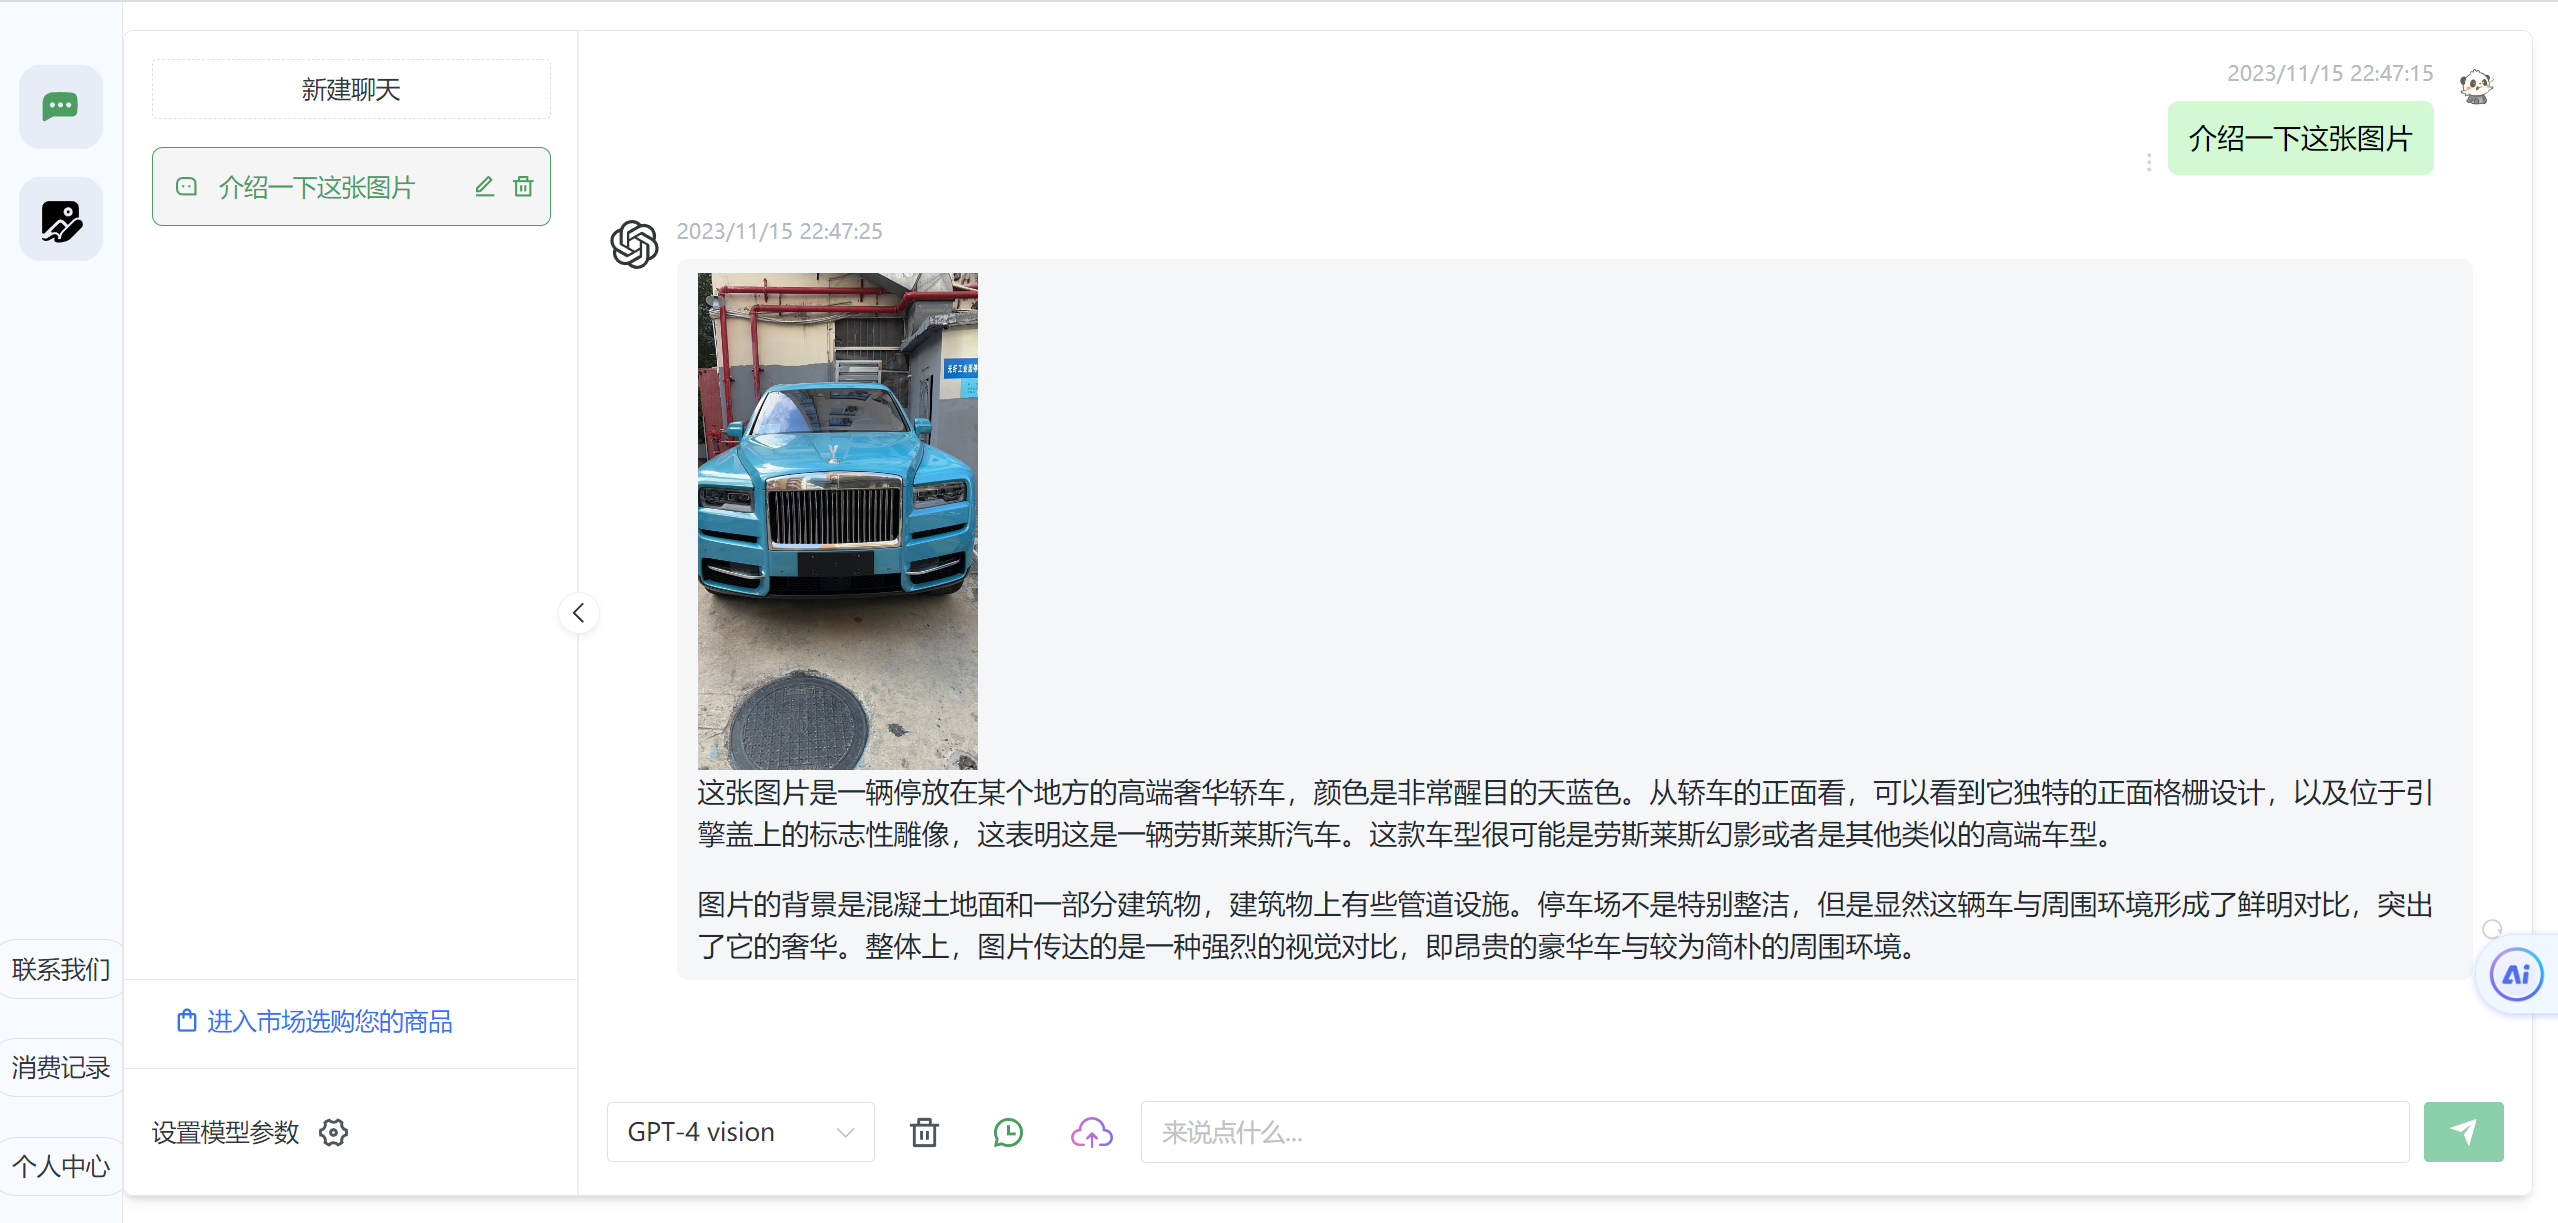 新建聊天
介绍一下这张图片
2023/11/15 22:47:15
介绍一下这张图片
2023/11/15 22:47:25
这张图片是一辆停放在某个地方的高端奢华轿车，颜色是非常醒目的天蓝色。从轿车的正面看，可以看到它独特的正面格栅设计，以及位于引
擎盖上的标志性雕像，这表明这是一辆劳斯莱斯汽车。这款车型很可能是劳斯莱斯幻影或者是其他类似的高端车型。
图片的背景是混凝土地面和一部分建筑物，建筑物上有些管道设施。停车场不是特别整洁，但是显然这辆车与周围环境形成了鲜明对比，突出
了它的奢华。整体上，图片传达的是一种强烈的视觉对比，即昂贵的豪华车与较为简朴的周围环境。
联系我们
消费记录
个人中心
进入市场选购您的商品
设置模型参数
GPT-4 vision
来说点什么...
Ai